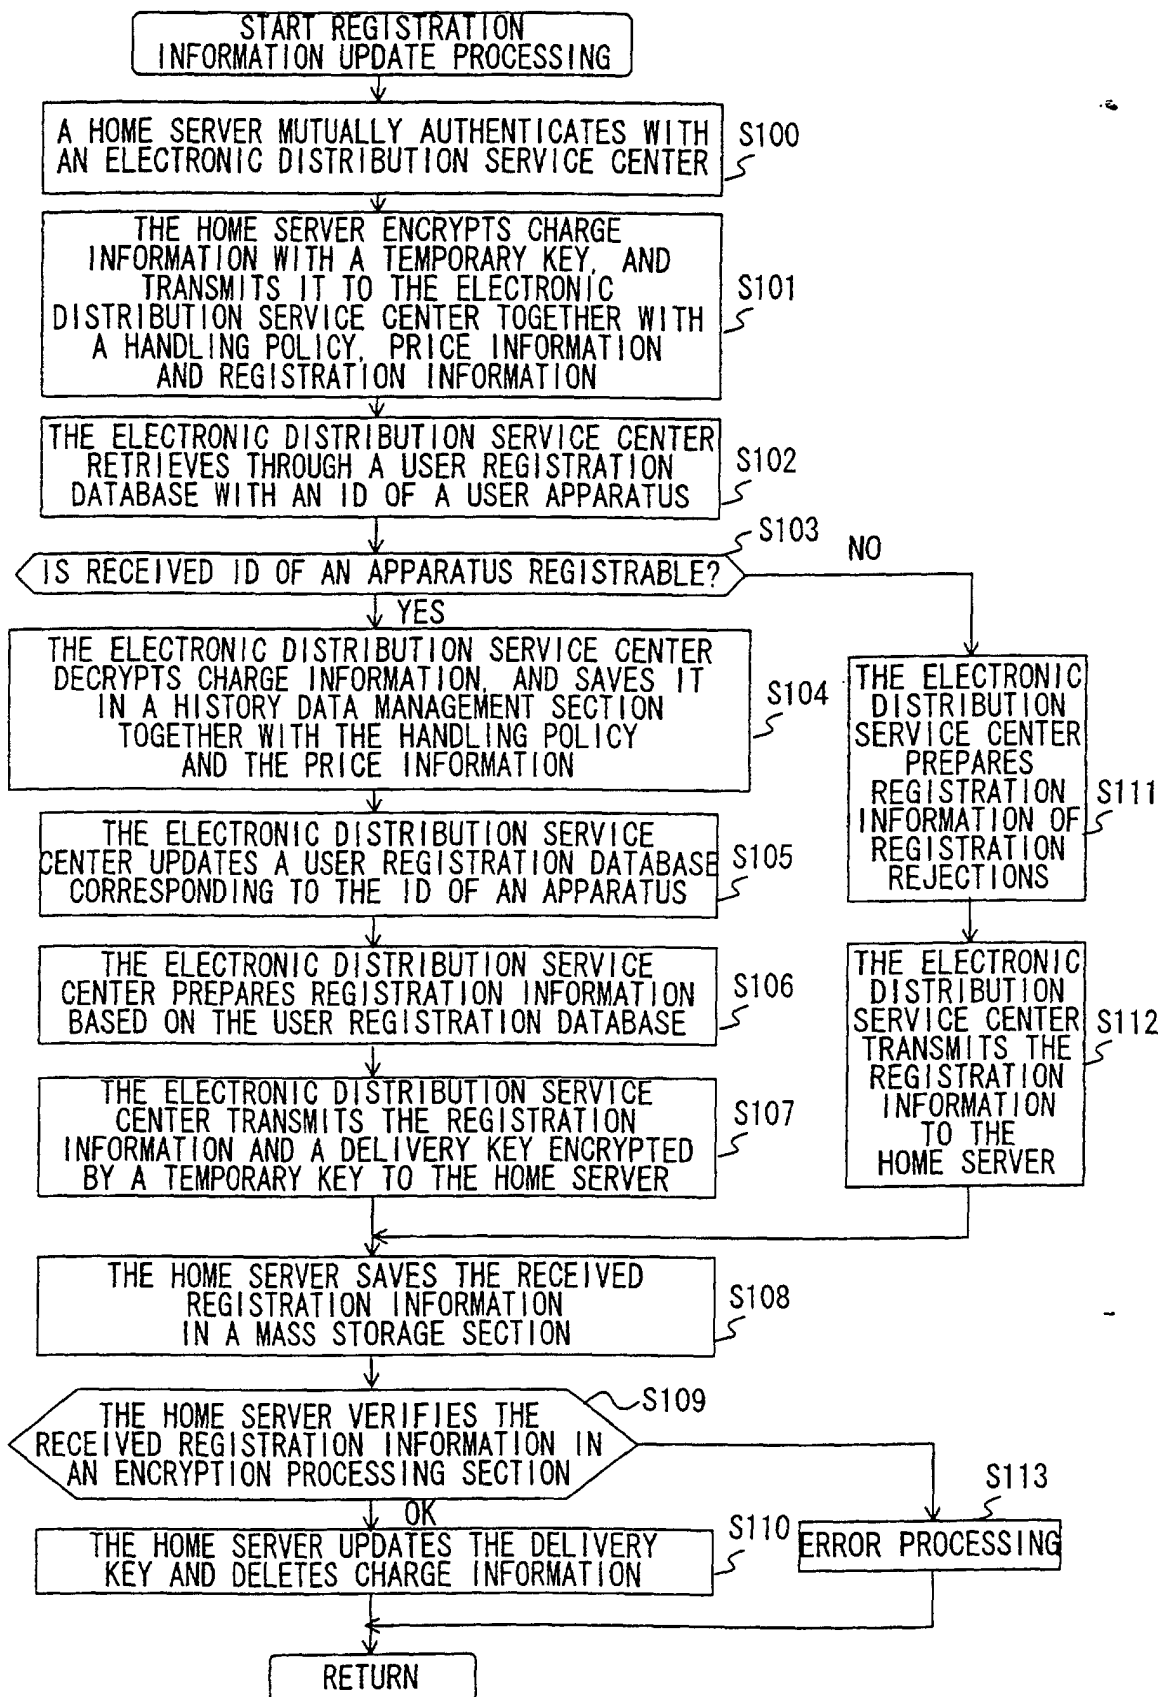 START REGISTRATION
INFORMATION UPDATE PROCESSING
A HOME SERVER MUTUALLY AUTHENTICATES WITH
AN ELECTRONIC DISTRIBUTION SERVICE CENTER
S100
THE HOME SERVER ENCRYPTS CHARGE
INFORMATION WITH A TEMPORARY KEY, AND
TRANSMITS IT TO THE ELECTRONIC
DISTRIBUTION SERVICE CENTER TOGETHER WITH
A HANDLING POLICY, PRICE INFORMATION
AND REGISTRATION INFORMATION
S101
THE ELECTRONIC DISTRIBUTION SERVICE CENTER
RETRIEVES THROUGH A USER REGISTRATION
DATABASE WITH AN ID OF A USER APPARATUS
S102
S103
IS RECEIVED ID OF AN APPARATUS REGISTRABLE?
NO
YES
THE ELECTRONIC DISTRIBUTION SERVICE CENTER
DECRYPTS CHARGE INFORMATION, AND SAVES IT
IN A HISTORY DATA MANAGEMENT SECTION
TOGETHER WITH THE HANDLING POLICY
AND THE PRICE INFORMATION
S104
THE ELECTRONIC
DISTRIBUTION
SERVICE CENTER
PREPARES
REGISTRATION
INFORMATION OF
REGISTRATION
REJECTIONS
S111
THE ELECTRONIC DISTRIBUTION SERVICE
CENTER UPDATES A USER REGISTRATION DATABASE
CORRESPONDING TO THE ID OF AN APPARATUS
S105
THE ELECTRONIC DISTRIBUTION SERVICE
CENTER PREPARES REGISTRATION INFORMATION
BASED ON THE USER REGISTRATION DATABASE
S106
THE ELECTRONIC
DISTRIBUTION
SERVICE CENTER
TRANSMITS THE
REGISTRATION
INFORMATION
TO THE
HOME SERVER
S112
THE ELECTRONIC DISTRIBUTION SERVICE
CENTER TRANSMITS THE REGISTRATION
INFORMATION AND A DELIVERY KEY ENCRYPTED
BY A TEMPORARY KEY TO THE HOME SERVER
S107
THE HOME SERVER SAVES THE RECEIVED
REGISTRATION INFORMATION
IN A MASS STORAGE SECTION
S108
THE HOME SERVER VERIFIES THE
RECEIVED REGISTRATION INFORMATION IN
AN ENCRYPTION PROCESSING SECTION
S109
OK
S113
ERROR PROCESSING
THE HOME SERVER UPDATES THE DELIVERY
KEY AND DELETES CHARGE INFORMATION
S110
RETURN